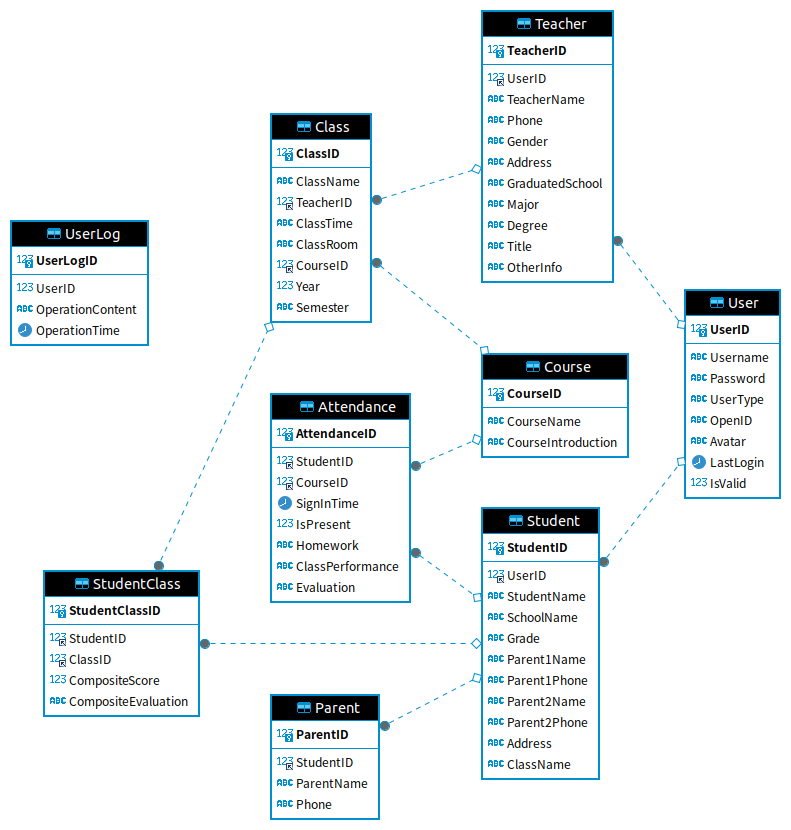 Teacher
TeacherID
UserID
TeacherName
Phone
Gender
Address
GraduatedSchool
Major
Degree
Title
OtherInfo
Class
ClassID
ClassName
TeacherID
ClassTime
ClassRoom
CourseID
Year
Semester
UserLog
UserLogID
UserID
OperationContent
OperationTime
User
UserID
Username
Password
UserType
OpenID
Avatar
LastLogin
IsValid
Course
CourseID
CourseName
CourseIntroduction
Attendance
AttendanceID
StudentID
CourseID
SignInTime
IsPresent
Homework
ClassPerformance
Evaluation
Student
StudentID
UserID
StudentName
SchoolName
Grade
Parent1Name
Parent1Phone
Parent2Name
Parent2Phone
Address
ClassName
StudentClass
StudentClassID
StudentID
ClassID
CompositeScore
CompositeEvaluation
Parent
ParentID
StudentID
ParentName
Phone